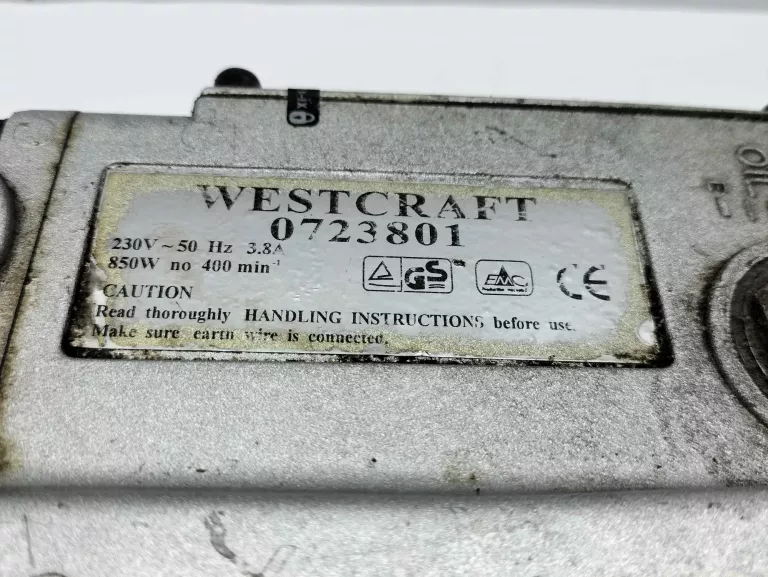 WESTCRAFT
0723801
230V ~ 50 Hz 3.8A
850W no 400 min⁻¹
GS
EMC
CE
CAUTION
Read thoroughly HANDLING INSTRUCTIONS before use.
Make sure earth wire is connected.
OIL